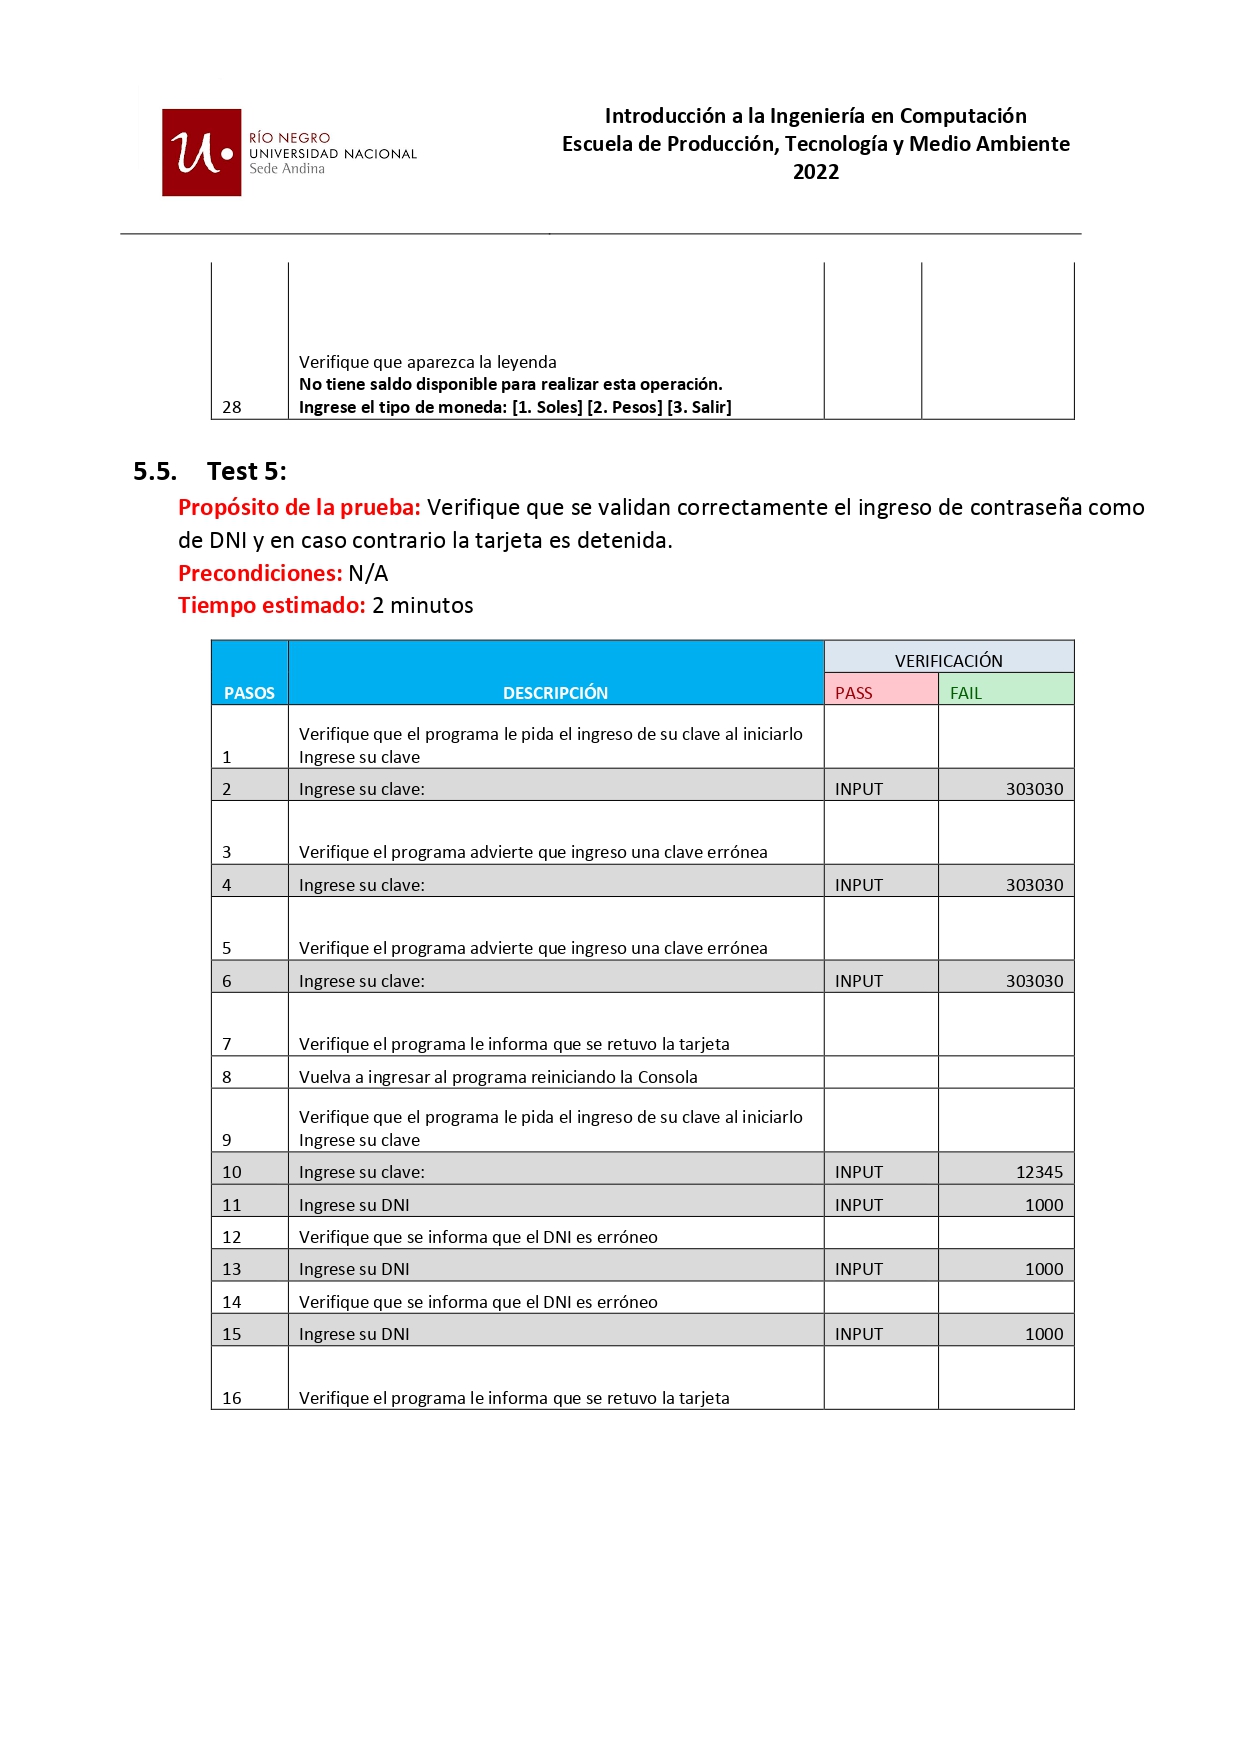 Introducción a la Ingeniería en Computación
Escuela de Producción, Tecnología y Medio Ambiente
2022
u.
RÍO NEGRO
UNIVERSIDAD NACIONAL
Sede Andina
Verifique que aparezca la leyenda
No tiene saldo disponible para realizar esta operación.
28 Ingrese el tipo de moneda: [1. Soles] [2. Pesos] [3. Salir]
5.5. Test 5:
Propósito de la prueba: Verifique que se validan correctamente el ingreso de contraseña como
de DNI y en caso contrario la tarjeta es detenida.
Precondiciones: N/A
Tiempo estimado: 2 minutos
VERIFICACIÓN
PASOS DESCRIPCIÓN PASS FAIL
Verifique que el programa le pida el ingreso de su clave al iniciarlo
1 Ingrese su clave
2 Ingrese su clave: INPUT 303030
3 Verifique el programa advierte que ingreso una clave errónea
4 Ingrese su clave: INPUT 303030
5 Verifique el programa advierte que ingreso una clave errónea
6 Ingrese su clave: INPUT 303030
7 Verifique el programa le informa que se retuvo la tarjeta
8 Vuelva a ingresar al programa reiniciando la Consola
Verifique que el programa le pida el ingreso de su clave al iniciarlo
9 Ingrese su clave
10 Ingrese su clave: INPUT 12345
11 Ingrese su DNI INPUT 1000
12 Verifique que se informa que el DNI es erróneo
13 Ingrese su DNI INPUT 1000
14 Verifique que se informa que el DNI es erróneo
15 Ingrese su DNI INPUT 1000
16 Verifique el programa le informa que se retuvo la tarjeta